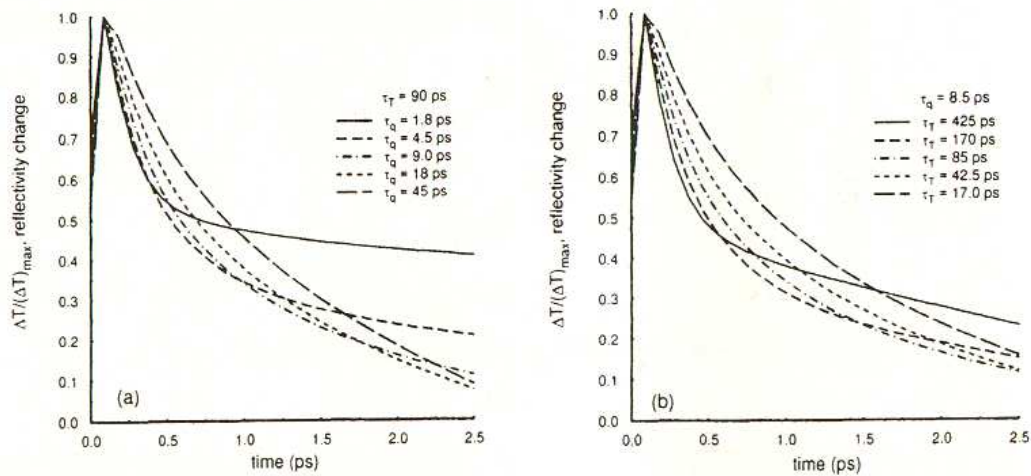 1.0
0.9
0.8
0.7
0.6
0.5
0.4
0.3
0.2
0.1
0.0
ΔT/(ΔT)max, reflectivity change
τT = 90 ps
τq = 1.8 ps
τq = 4.5 ps
τq = 9.0 ps
τq = 18 ps
τq = 45 ps
(a)
0.0 0.5 1.0 1.5 2.0 2.5
time (ps)
1.0
0.9
0.8
0.7
0.6
0.5
0.4
0.3
0.2
0.1
0.0
ΔT/(ΔT)max, reflectivity change
τq = 8.5 ps
τT = 425 ps
τT = 170 ps
τT = 85 ps
τT = 42.5 ps
τT = 17.0 ps
(b)
0.0 0.5 1.0 1.5 2.0 2.5
time (ps)